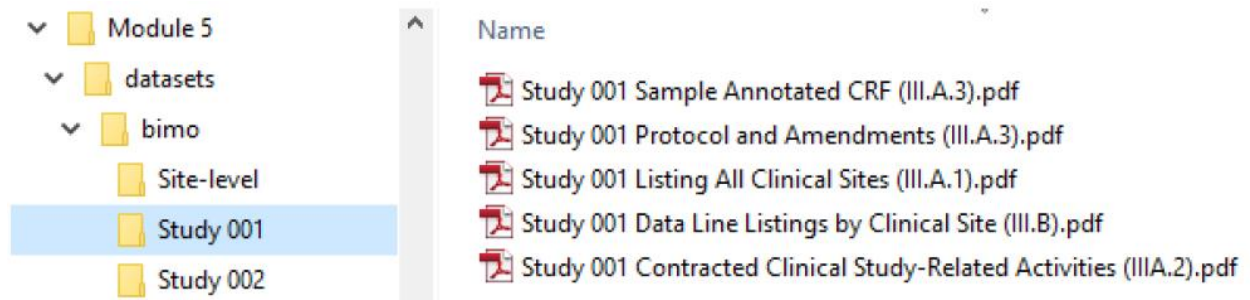 Module 5
datasets
bimo
Site-level
Study 001
Study 002
Name
Study 001 Sample Annotated CRF (III.A.3).pdf
Study 001 Protocol and Amendments (III.A.3).pdf
Study 001 Listing All Clinical Sites (III.A.1).pdf
Study 001 Data Line Listings by Clinical Site (III.B).pdf
Study 001 Contracted Clinical Study-Related Activities (IIIA.2).pdf